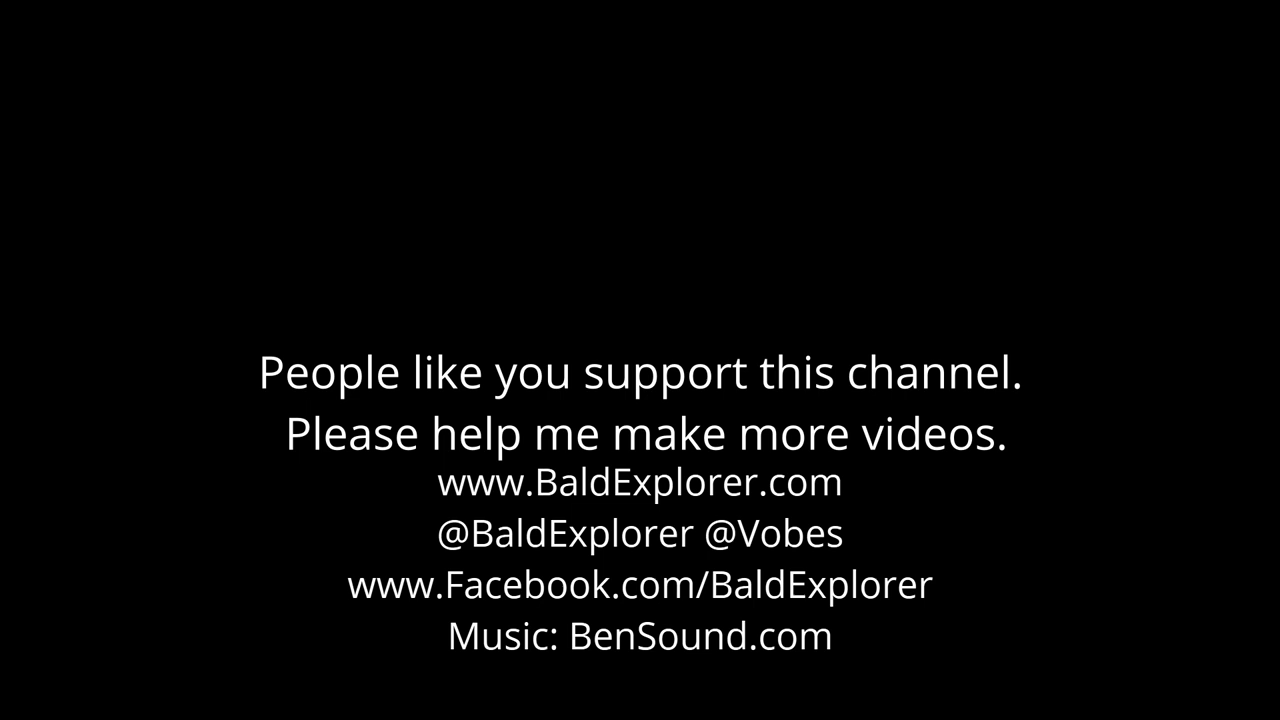 People like you support this channel.
Please help me make more videos.
www.BaldExplorer.com
@BaldExplorer @Vobes
www.Facebook.com/BaldExplorer
Music: BenSound.com